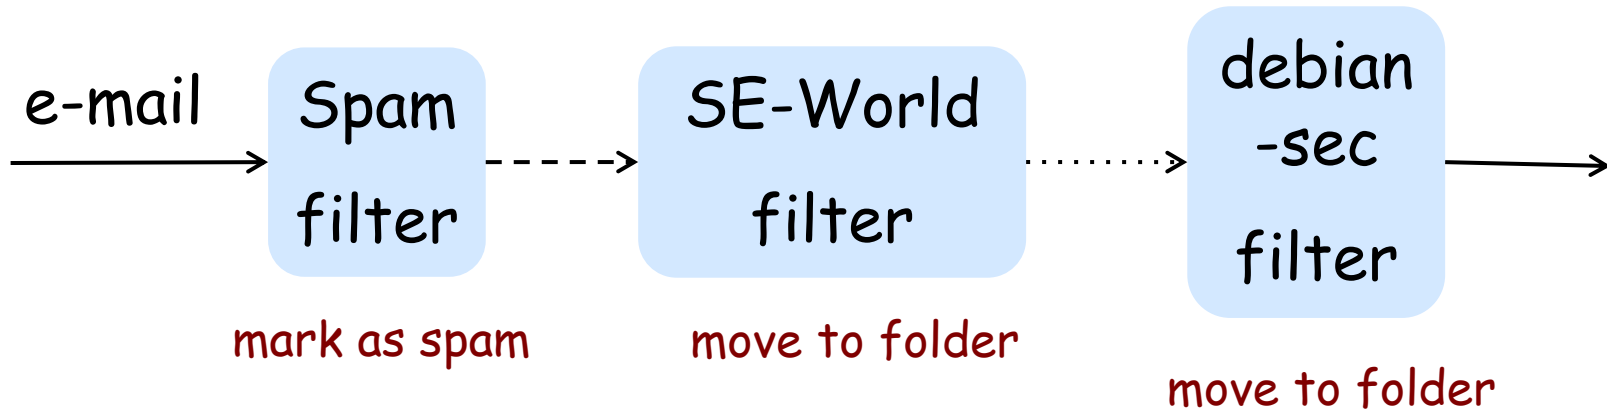 e-mail
Spam
filter
mark as spam
SE-World
filter
move to folder
debian
-sec
filter
move to folder